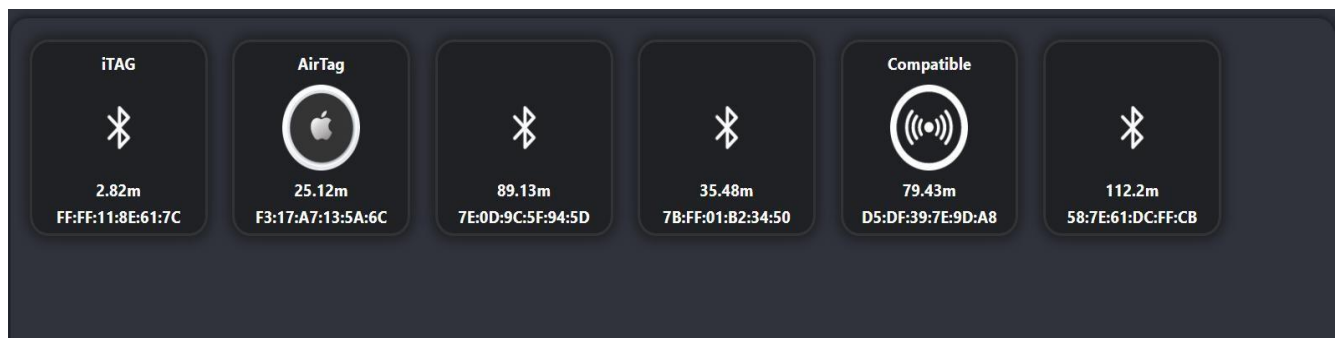 iTAG
2.82m
FF:FF:11:8E:61:7C
AirTag
25.12m
F3:17:A7:13:5A:6C
89.13m
7E:0D:9C:5F:94:5D
35.48m
7B:FF:01:B2:34:50
Compatible
79.43m
D5:DF:39:7E:9D:A8
112.2m
58:7E:61:DC:FF:CB